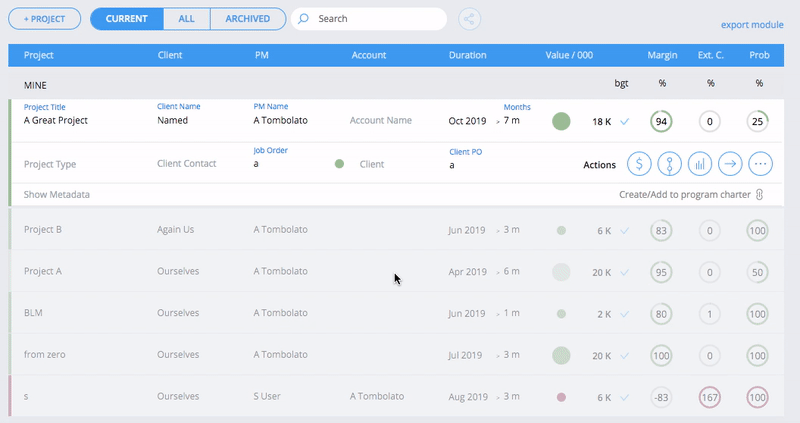 + PROJECT CURRENT ALL ARCHIVED Search
export module
Project Client PM Account Duration Value / 000 Margin Ext. C. Prob
MINE bgt % % %
Project Title Client Name PM Name Months
A Great Project Named A Tombolato Account Name Oct 2019 > 7 m 18 K 94 0 25
Job Order Client PO
Project Type Client Contact a Client a Actions $
Show Metadata Create/Add to program charter
Project B Again Us A Tombolato Jun 2019 > 3 m 6 K 83 0 100
Project A Ourselves A Tombolato Apr 2019 > 6 m 20 K 95 0 50
BLM Ourselves A Tombolato Jun 2019 > 1 m 2 K 80 1 100
from zero Ourselves A Tombolato Jul 2019 > 3 m 20 K 100 0 100
s Ourselves S User A Tombolato Aug 2019 > 3 m 6 K -83 167 100